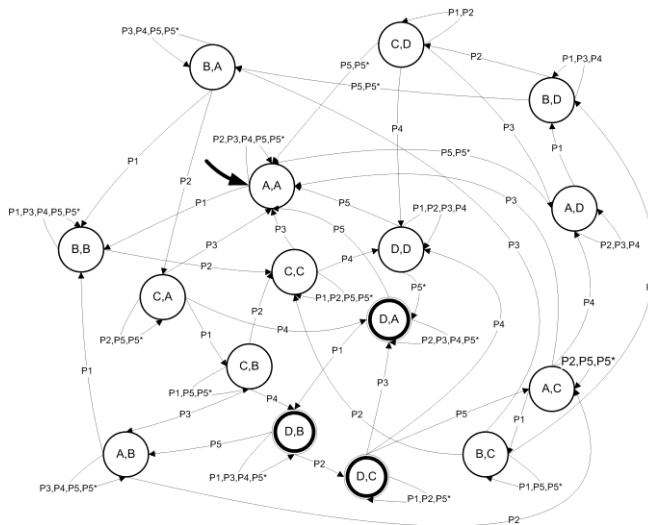 P1,P2
C,D
P3,P4,P5,P5*
P2
P1,P3,P4
B,A
P5,P5*
P5,P5*
B,D
P4
P3
P2,P3,P4,P5,P5*
P1
P5,P5*
P1
P2
A,A
P3
P5
P1
P1,P2,P3,P4
A,D
P1,P3,P4,P5,P5*
P3
P5
B,B
P3
D,D
P2,P3,P4
P2
P4
C,C
C,A
P5*
P1,P2,P5,P5*
P4
D,A
P4
P4
P2,P5,P5*
P1
P1
P2,P3,P4,P5*
P2
P2,P5,P5*
C,B
P3
A,C
P1
P1,P5,P5*
P4
P5
P1
P3
P2
D,B
A,B
P5
B,C
P2
D,C
P1,P3,P4,P5*
P3,P4,P5,P5*
P1,P2,P5*
P1,P5,P5*
P2